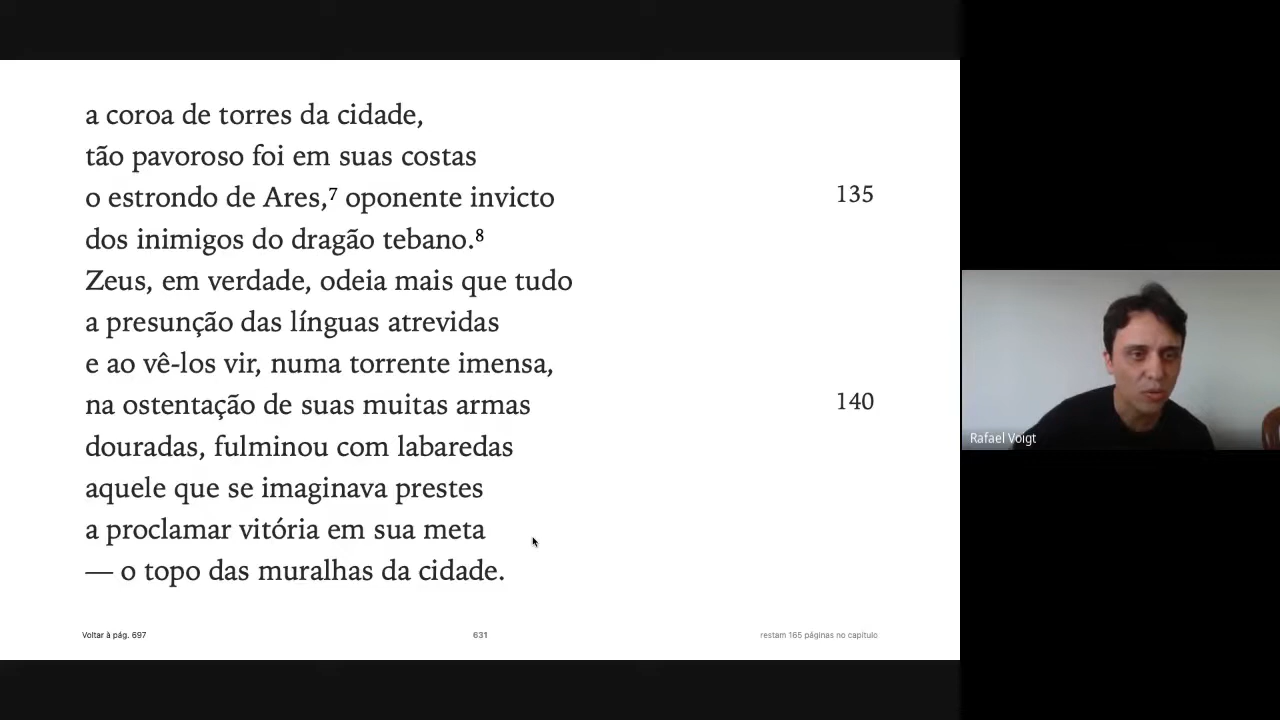 a coroa de torres da cidade,
tão pavoroso foi em suas costas
o estrondo de Ares,⁷ oponente invicto
135
dos inimigos do dragão tebano.⁸
Zeus, em verdade, odeia mais que tudo
a presunção das línguas atrevidas
e ao vê-los vir, numa torrente imensa,
na ostentação de suas muitas armas
140
douradas, fulminou com labaredas
aquele que se imaginava prestes
a proclamar vitória em sua meta
— o topo das muralhas da cidade.
Voltar à pág. 697
631
restam 165 páginas no capítulo
Rafael Voigt